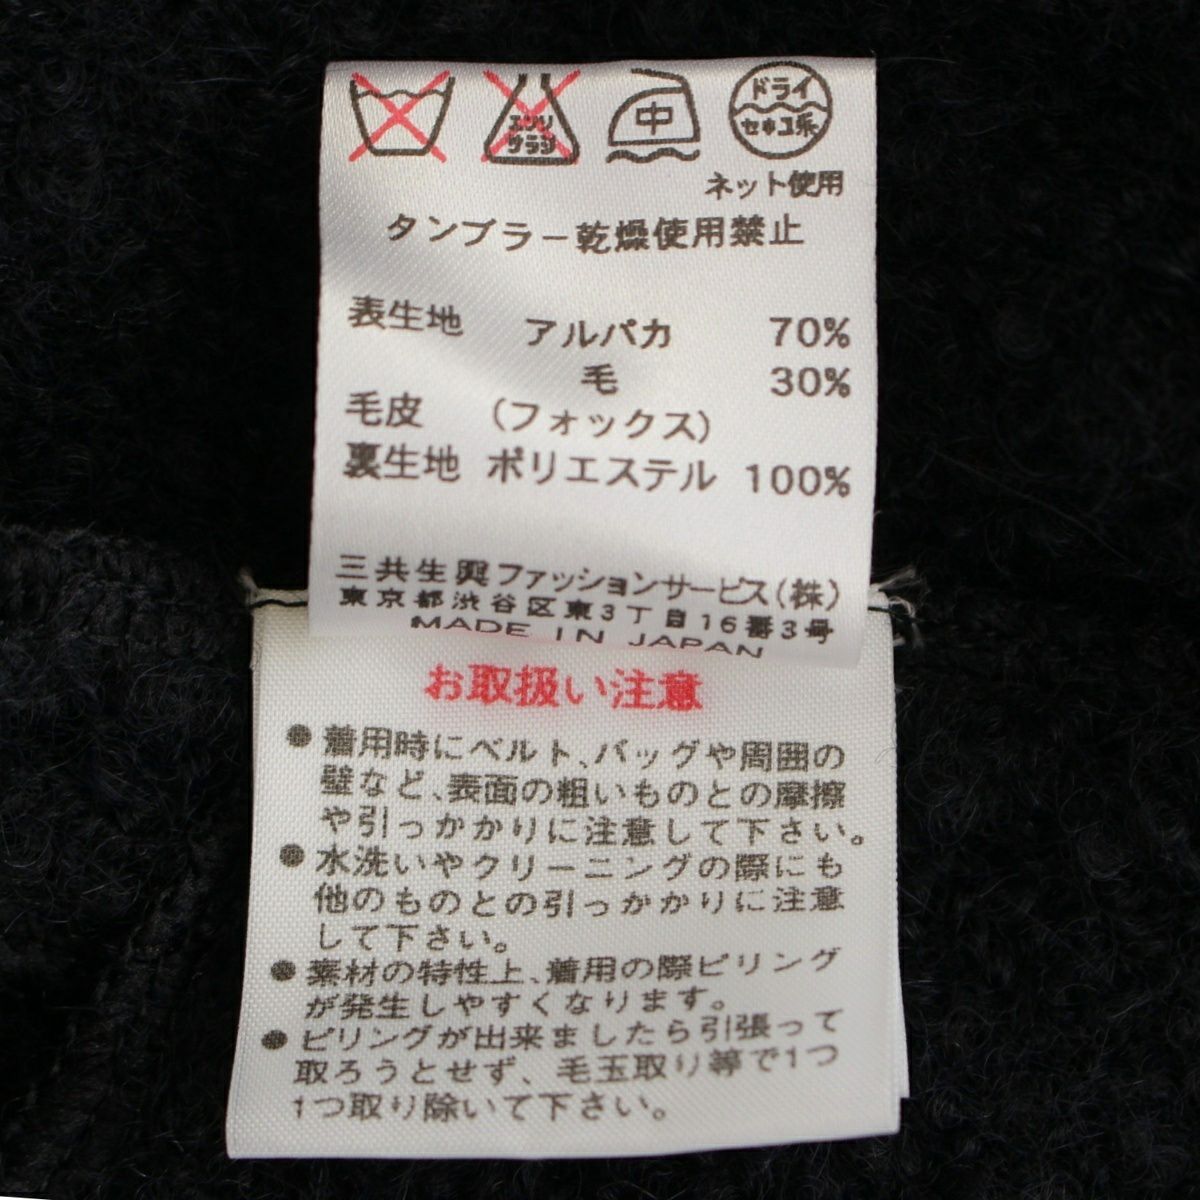 エンソ
サラシ
中
ドライ
セキユ系
ネット使用
タンブラー乾燥使用禁止
表生地 アルパカ 70%
毛 30%
毛皮 (フォックス)
裏生地 ポリエステル 100%
三共生興ファッションサービス(株)
東京都渋谷区東3丁目16番3号
MADE IN JAPAN
お取扱い注意
●着用時にベルト、バッグや周囲の
壁など、表面の粗いものとの摩擦
や引っかかりに注意して下さい。
●水洗いやクリーニングの際にも
他のものとの引っかかりに注意
して下さい。
●素材の特性上、着用の際ピリング
が発生しやすくなります。
●ピリングが出来ましたら引張って
取ろうとせず、毛玉取り等で1つ
1つ取り除いて下さい。